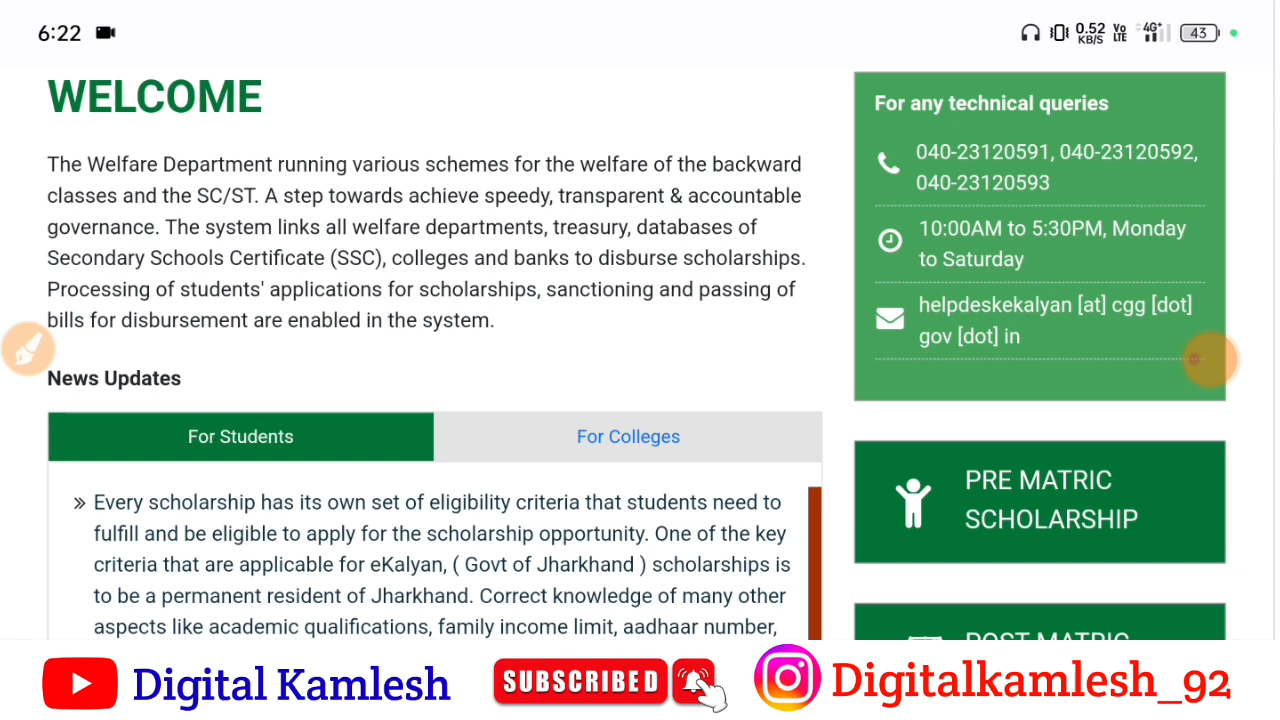 6:22
0.52 KB/S
Vo LTE
4G+
43
WELCOME
The Welfare Department running various schemes for the welfare of the backward
classes and the SC/ST. A step towards achieve speedy, transparent & accountable
governance. The system links all welfare departments, treasury, databases of
Secondary Schools Certificate (SSC), colleges and banks to disburse scholarships.
Processing of students' applications for scholarships, sanctioning and passing of
bills for disbursement are enabled in the system.
News Updates
For Students
For Colleges
» Every scholarship has its own set of eligibility criteria that students need to
fulfill and be eligible to apply for the scholarship opportunity. One of the key
criteria that are applicable for eKalyan, ( Govt of Jharkhand ) scholarships is
to be a permanent resident of Jharkhand. Correct knowledge of many other
aspects like academic qualifications, family income limit, aadhaar number,
For any technical queries
040-23120591, 040-23120592,
040-23120593
10:00AM to 5:30PM, Monday
to Saturday
helpdeskekalyan [at] cgg [dot]
gov [dot] in
PRE MATRIC
SCHOLARSHIP
POST MATRIC
Digital Kamlesh
SUBSCRIBED
Digitalkamlesh_92